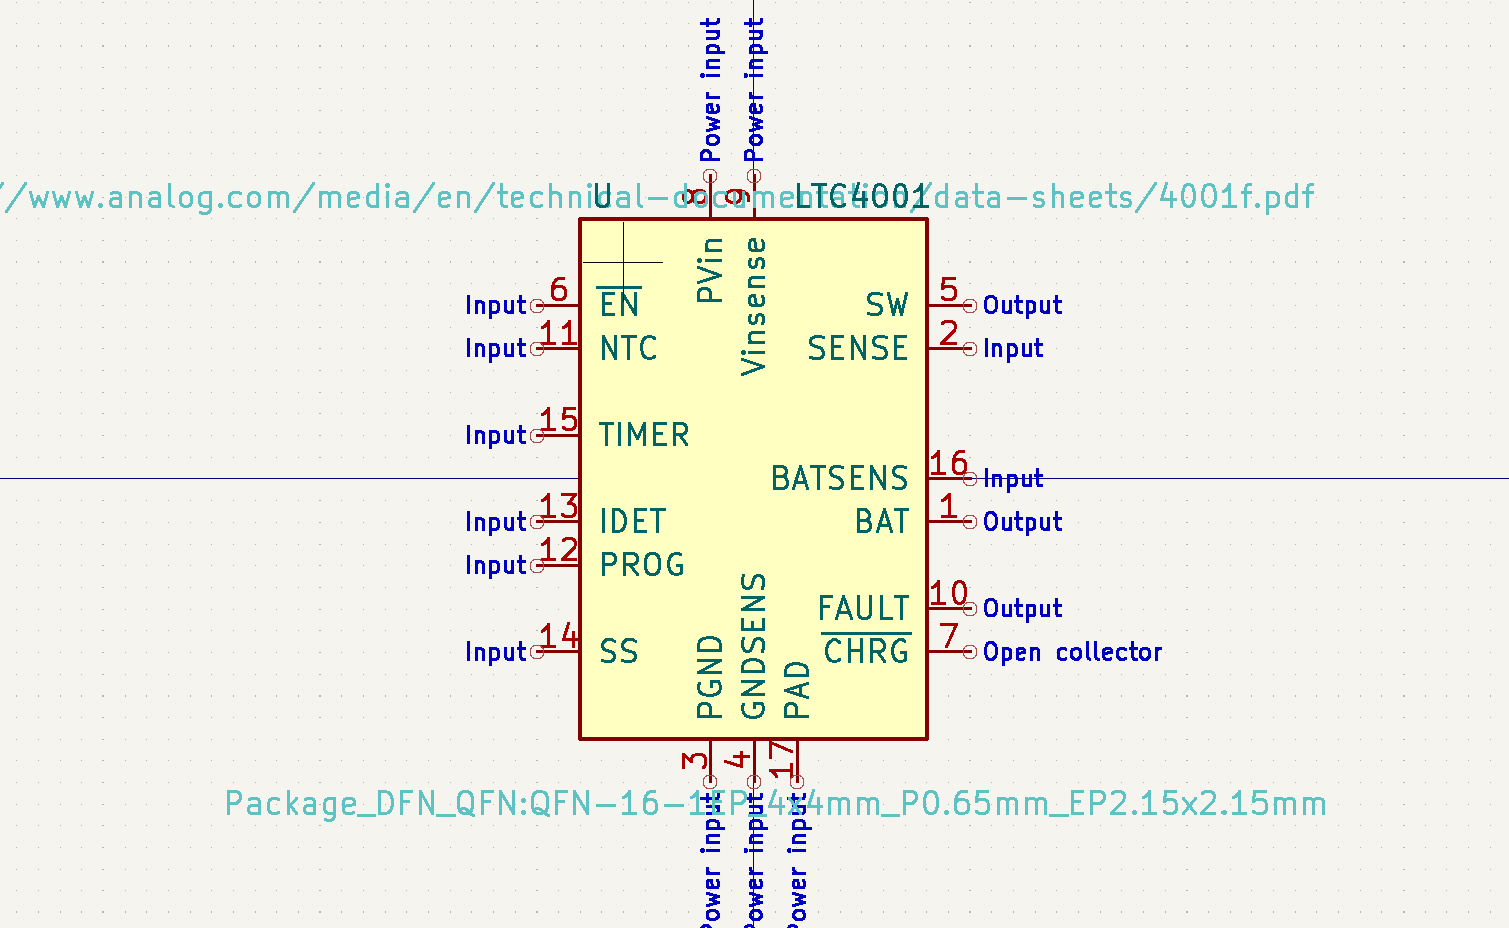 Power input
Power input
//www.analog.com/media/en/technical-documentation/data-sheets/4001f.pdf
U
LTC4001
8
9
PVin
Vinsense
Input 6 EN
SW 5 Output
Input 11 NTC
SENSE 2 Input
Input 15 TIMER
BATSENS 16 Input
Input 13 IDET
BAT 1 Output
Input 12 PROG
FAULT 10 Output
Input 14 SS
CHRG 7 Open collector
PGND
GNDSENS
PAD
3
4
17
Package_DFN_QFN:QFN-16-1EP_4x4mm_P0.65mm_EP2.15x2.15mm
Power input
Power input
Power input